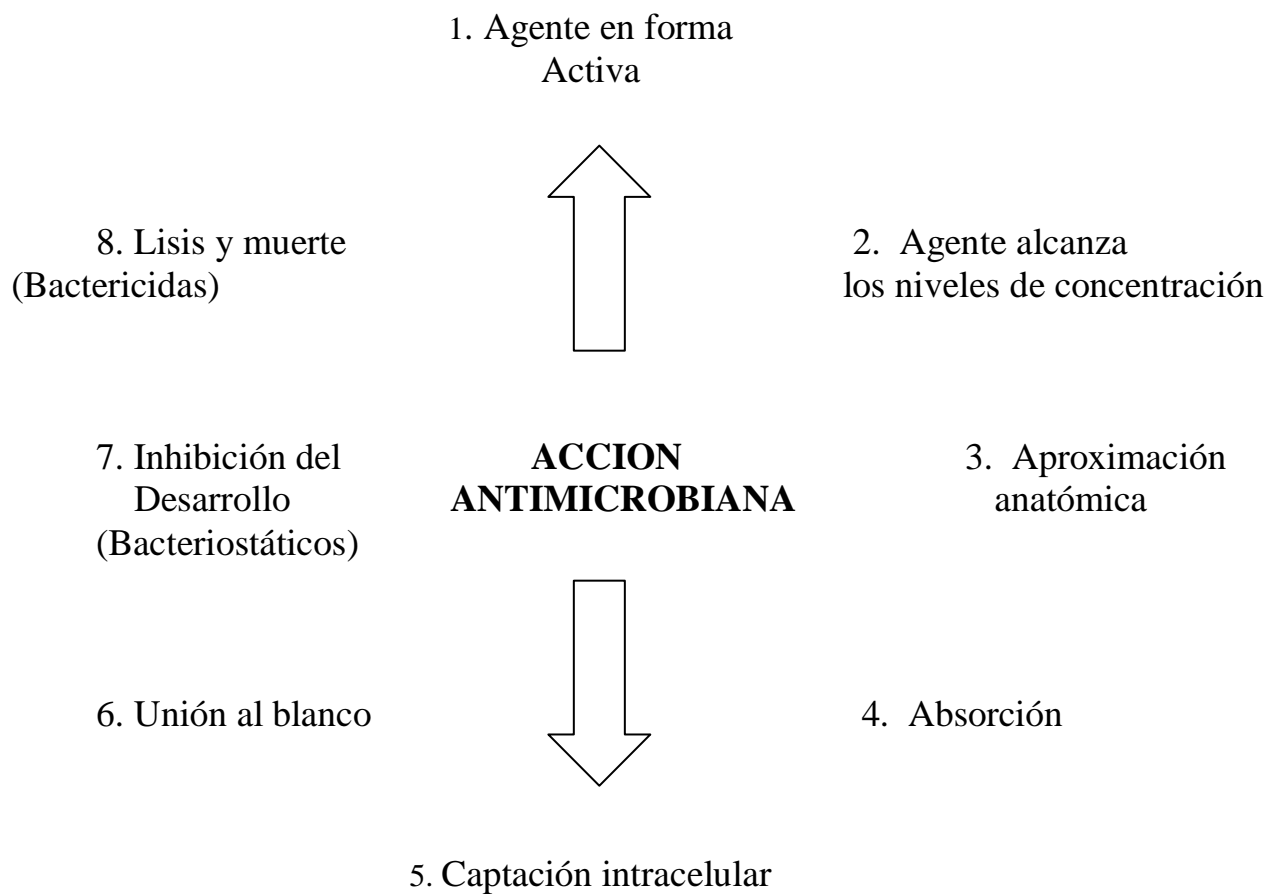 1. Agente en forma
Activa
8. Lisis y muerte
(Bactericidas)
2. Agente alcanza
los niveles de concentración
7. Inhibición del
Desarrollo
(Bacteriostáticos)
ACCION
ANTIMICROBIANA
3. Aproximación
anatómica
6. Unión al blanco
4. Absorción
5. Captación intracelular